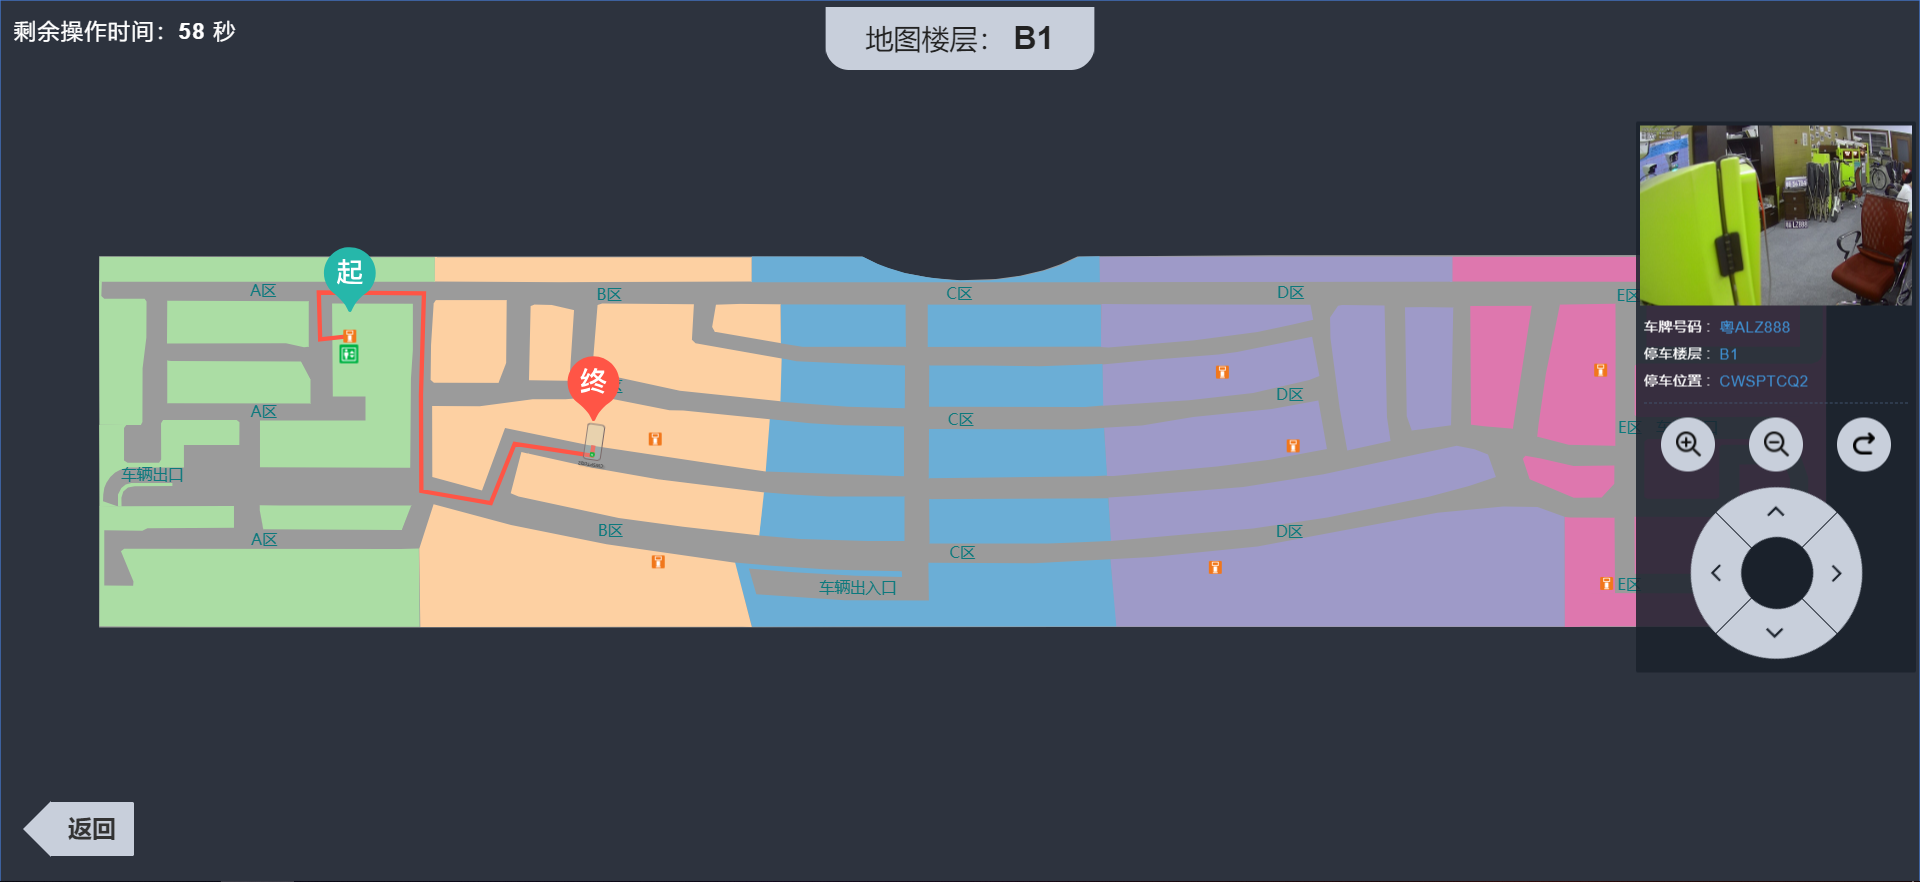 剩余操作时间：58 秒
地图楼层： B1
起
A区
B区
C区
D区
E区
车牌号码： 粤ALZ888
停车楼层： B1
停车位置： CWSPTCQ2
终
D区
A区
C区
E区
车辆出口
A区
B区
D区
C区
车辆出入口
E区
返回